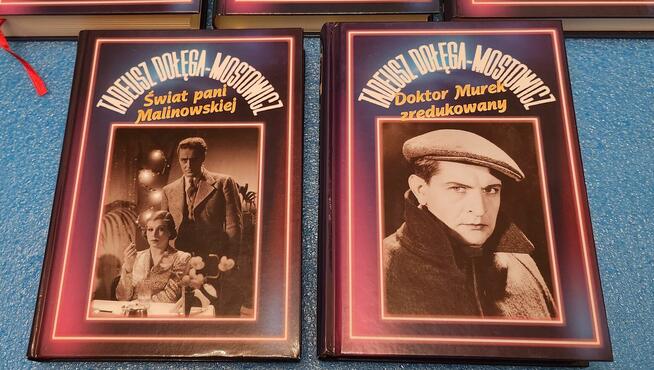 TADEUSZ DOŁĘGA-MOSTOWICZ
Świat pani
Malinowskiej
TADEUSZ DOŁĘGA-MOSTOWICZ
Doktor Murek
zredukowany